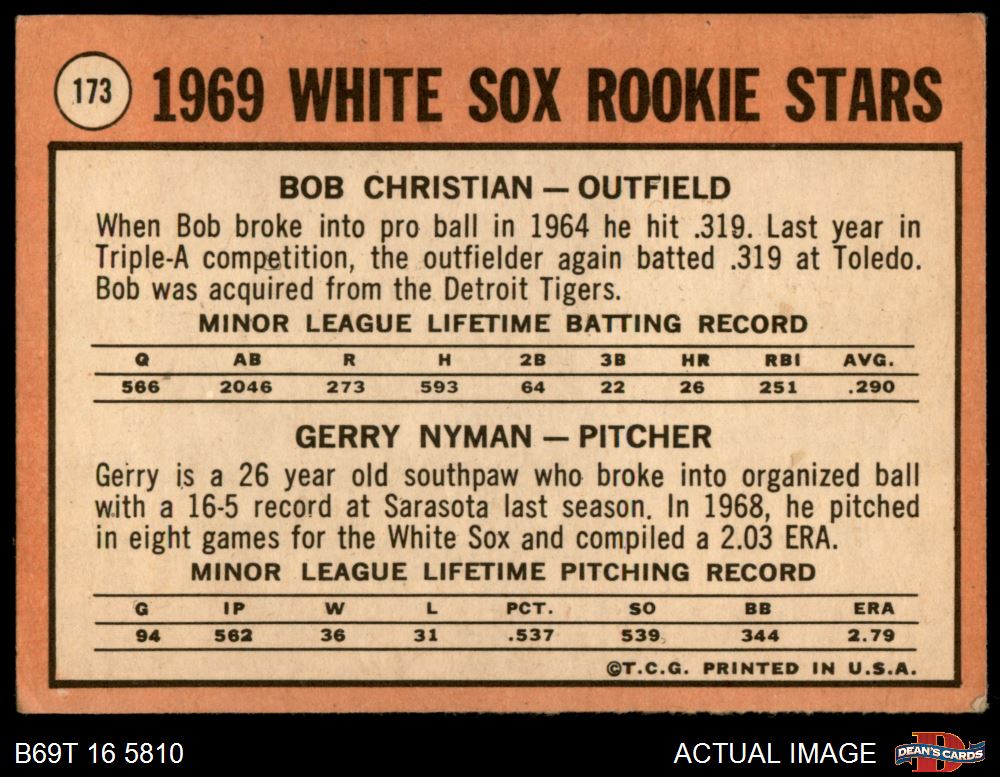 173
1969 WHITE SOX ROOKIE STARS
BOB CHRISTIAN — OUTFIELD
When Bob broke into pro ball in 1964 he hit .319. Last year in
Triple-A competition, the outfielder again batted .319 at Toledo.
Bob was acquired from the Detroit Tigers.
MINOR LEAGUE LIFETIME BATTING RECORD
G AB R H 2B 3B HR RBI AVG.
566 2046 273 593 64 22 26 251 .290
GERRY NYMAN — PITCHER
Gerry is a 26 year old southpaw who broke into organized ball
with a 16-5 record at Sarasota last season. In 1968, he pitched
in eight games for the White Sox and compiled a 2.03 ERA.
MINOR LEAGUE LIFETIME PITCHING RECORD
G IP W L PCT. SO BB ERA
94 562 36 31 .537 539 344 2.79
©T.C.G. PRINTED IN U.S.A.
B69T 16 5810
ACTUAL IMAGE
D
DEAN'S CARDS